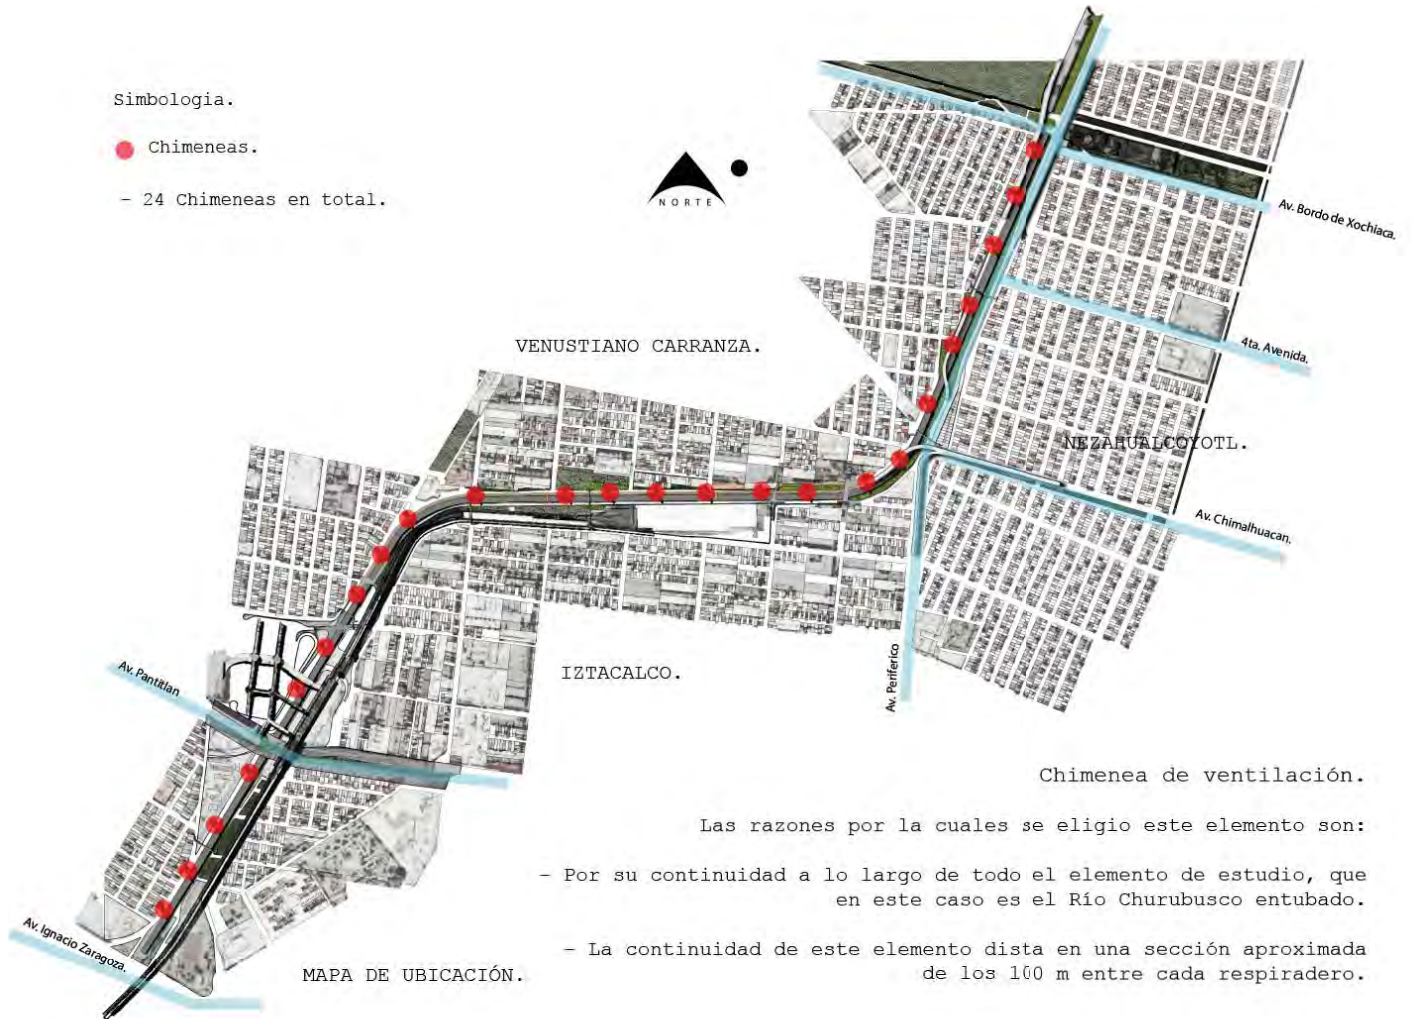 Simbologia.
Chimeneas.
- 24 Chimeneas en total.
NORTE
Av. Bordo de Xochiaca.
VENUSTIANO CARRANZA.
4ta. Avenida.
NEZAHUALCOYOTL.
Av. Chimalhuacan.
IZTACALCO.
Av. Periferico
Av. Pantitlan
Av. Ignacio Zaragoza.
MAPA DE UBICACIÓN.
Chimenea de ventilación.
Las razones por la cuales se eligio este elemento son:
- Por su continuidad a lo largo de todo el elemento de estudio, que
en este caso es el Río Churubusco entubado.
- La continuidad de este elemento dista en una sección aproximada
de los 100 m entre cada respiradero.